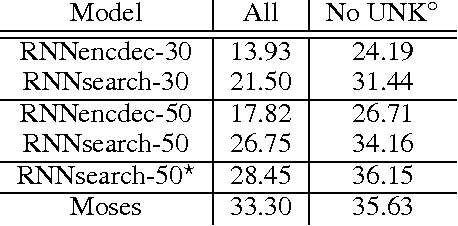 Model All No UNK°
RNNencdec-30 13.93 24.19
RNNsearch-30 21.50 31.44
RNNencdec-50 17.82 26.71
RNNsearch-50 26.75 34.16
RNNsearch-50* 28.45 36.15
Moses 33.30 35.63